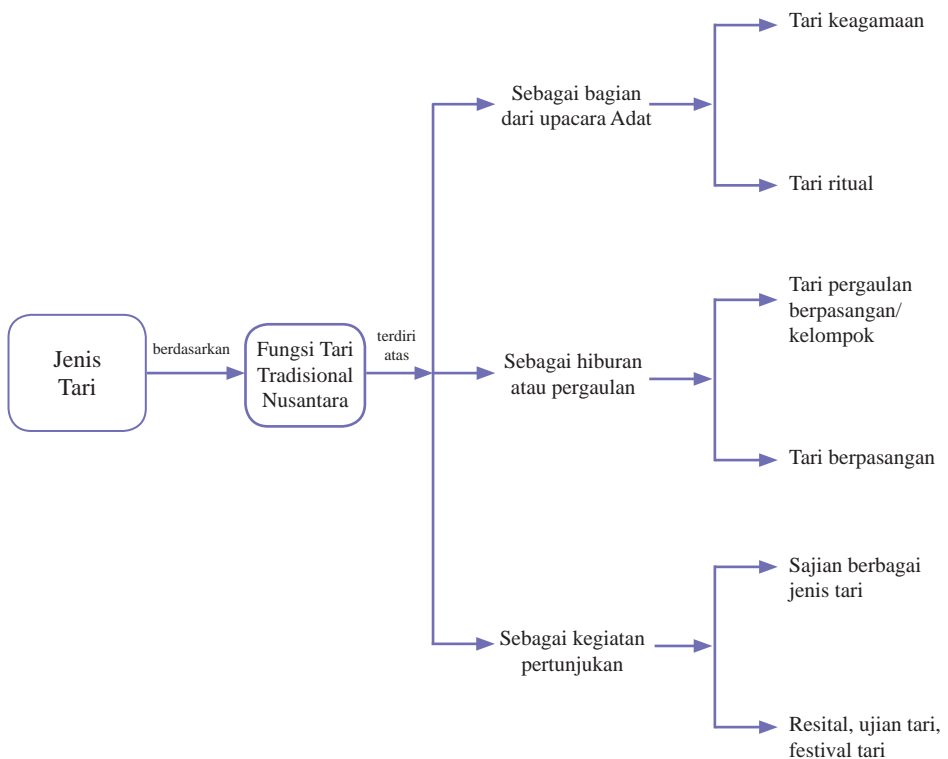 Jenis
Tari
berdasarkan
Fungsi Tari
Tradisional
Nusantara
terdiri
atas
Sebagai bagian
dari upacara Adat
Tari keagamaan
Tari ritual
Sebagai hiburan
atau pergaulan
Tari pergaulan
berpasangan/
kelompok
Tari berpasangan
Sebagai kegiatan
pertunjukan
Sajian berbagai
jenis tari
Resital, ujian tari,
festival tari